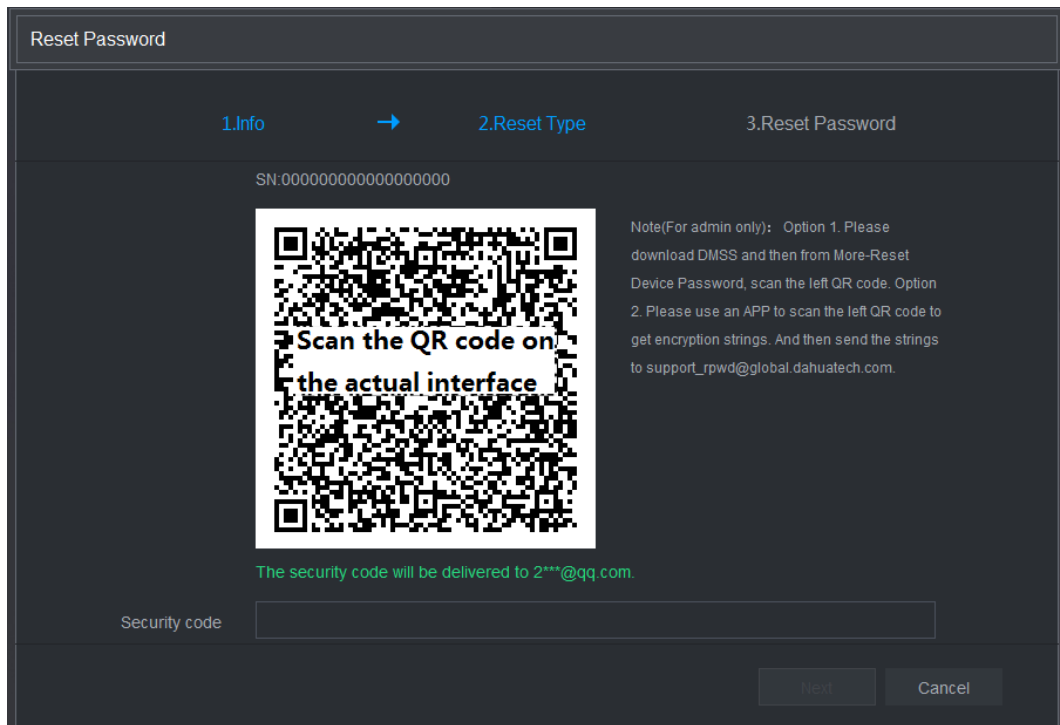 Reset Password
1.Info → 2.Reset Type 3.Reset Password
SN:000000000000000000
Scan the QR code on
the actual interface
Note(For admin only)： Option 1. Please
download DMSS and then from More-Reset
Device Password, scan the left QR code. Option
2. Please use an APP to scan the left QR code to
get encryption strings. And then send the strings
to support_rpwd@global.dahuatech.com.
The security code will be delivered to 2***@qq.com.
Security code
Next Cancel